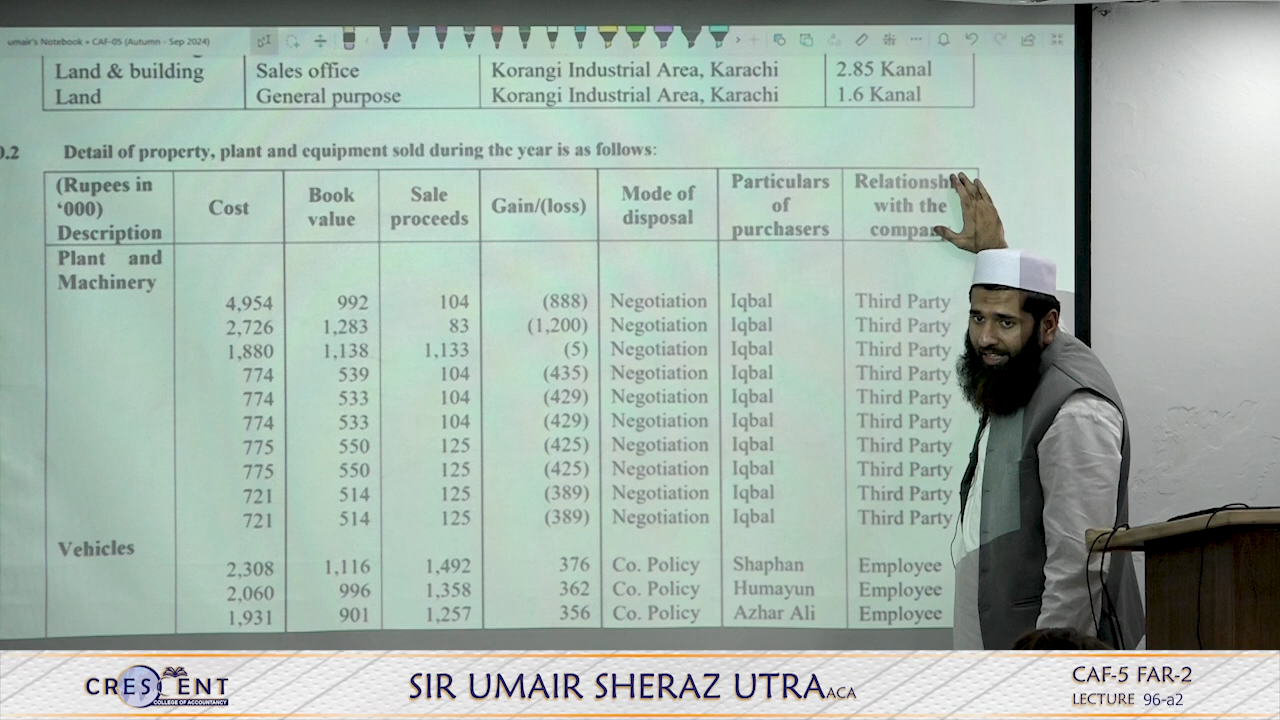 umair's Notebook » CAF-05 (Autumn - Sep 2024)
Land & building Sales office Korangi Industrial Area, Karachi 2.85 Kanal
Land General purpose Korangi Industrial Area, Karachi 1.6 Kanal
0.2 Detail of property, plant and equipment sold during the year is as follows:
(Rupees in '000) Description Cost Book value Sale proceeds Gain/(loss) Mode of disposal Particulars of purchasers Relationsh with the compan
Plant and Machinery
4,954 992 104 (888) Negotiation Iqbal Third Party
2,726 1,283 83 (1,200) Negotiation Iqbal Third Party
1,880 1,138 1,133 (5) Negotiation Iqbal Third Party
774 539 104 (435) Negotiation Iqbal Third Party
774 533 104 (429) Negotiation Iqbal Third Party
774 533 104 (429) Negotiation Iqbal Third Party
775 550 125 (425) Negotiation Iqbal Third Party
775 550 125 (425) Negotiation Iqbal Third Party
721 514 125 (389) Negotiation Iqbal Third Party
721 514 125 (389) Negotiation Iqbal Third Party
Vehicles
2,308 1,116 1,492 376 Co. Policy Shaphan Employee
2,060 996 1,358 362 Co. Policy Humayun Employee
1,931 901 1,257 356 Co. Policy Azhar Ali Employee
CRESCENT
COLLEGE OF ACCOUNTANCY
SIR UMAIR SHERAZ UTRA ACA
CAF-5 FAR-2
LECTURE 96-a2